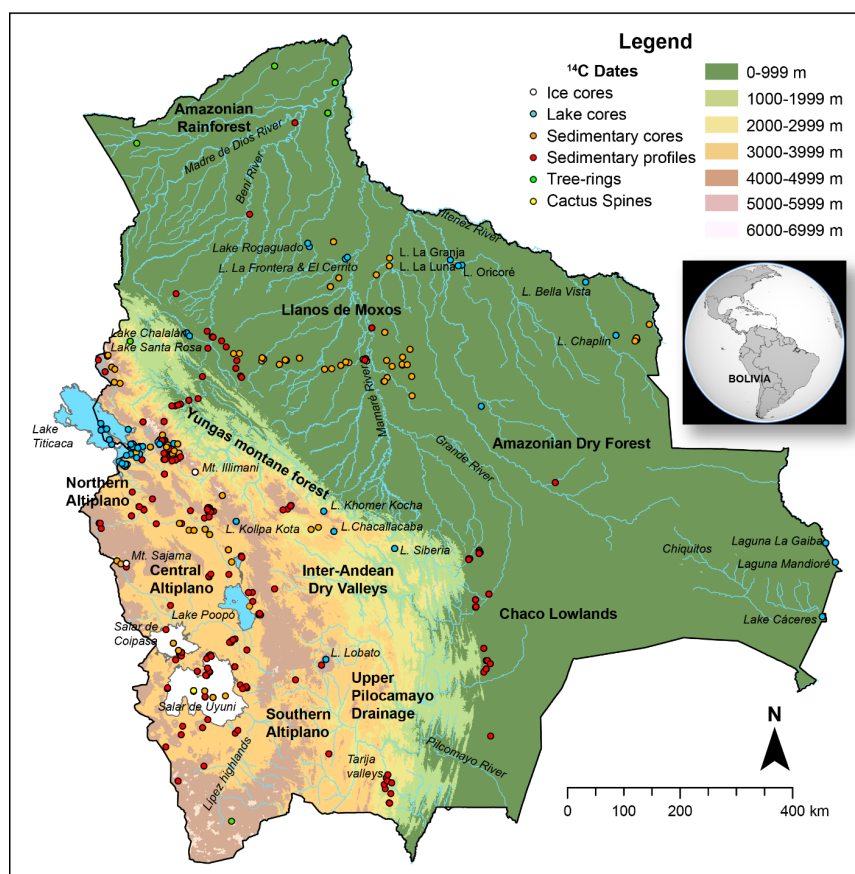 Legend
¹⁴C Dates
Ice cores
Lake cores
Sedimentary cores
Sedimentary profiles
Tree-rings
Cactus Spines
0-999 m
1000-1999 m
2000-2999 m
3000-3999 m
4000-4999 m
5000-5999 m
6000-6999 m
BOLIVIA
Amazonian
Rainforest
Madre de Dios River
Beni River
Itenez River
Lake Rogaguado
L. La Frontera & El Cerrito
L. La Granja
L. La Luna
L. Oricoré
L. Bella Vista
Llanos de Moxos
Lake Chalalán
Lake Santa Rosa
L. Chaplin
Mamaré River
Lake
Titicaca
Yungas montane forest
Amazonian Dry Forest
Grande River
Mt. Illimani
Northern
Altiplano
L. Khomer Kocha
L. Kollpa Kota
L.Chacallacaba
L. Siberia
Laguna La Gaiba
Laguna Mandioré
Chiquitos
Mt. Sajama
Central
Altiplano
Inter-Andean
Dry Valleys
Lake Poopó
Chaco Lowlands
Lake Cáceres
Salar de
Coipasa
L. Lobato
Salar de Uyuni
Upper
Pilocamayo
Drainage
Southern
Altiplano
Lipez highlands
Tarija
valleys
Pilcomayo River
N
0 100 200 400 km